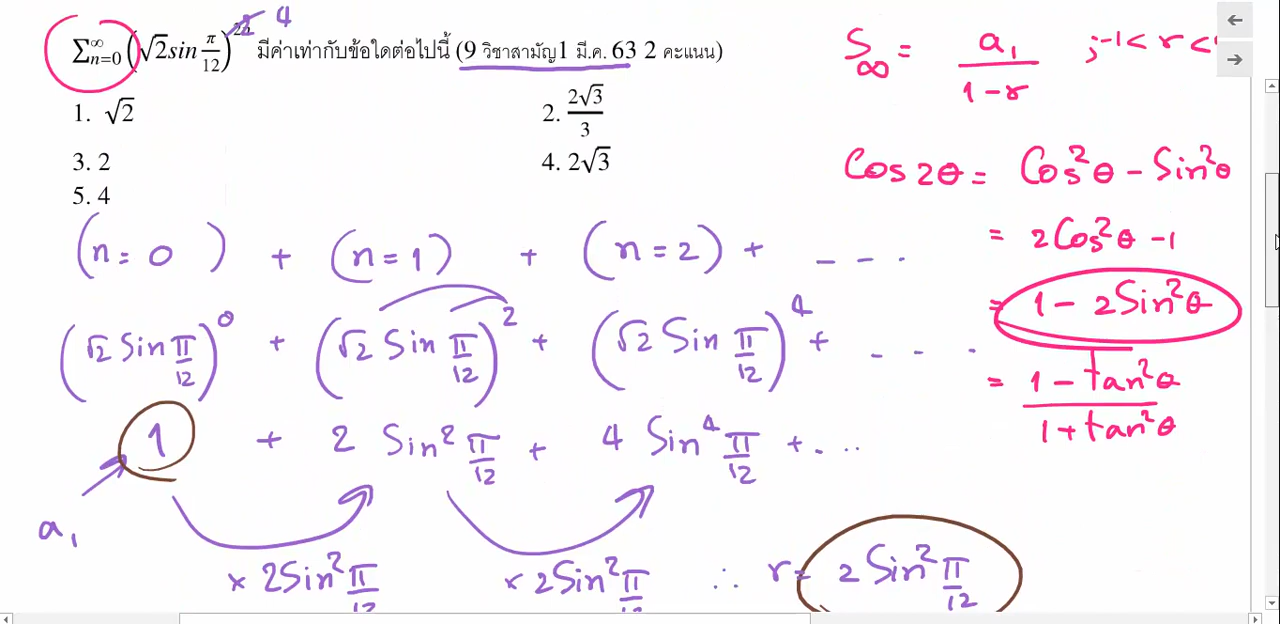 ∑_{n=0}^{∞} (√2 sin π/12)^{2n} 4 มีค่าเท่ากับข้อใดต่อไปนี้ (9 วิชาสามัญ1 มี.ค. 63 2 คะแนน)
1. √2
2. 2√3/3
3. 2
4. 2√3
5. 4
S∞ = a₁/(1-r) ; -1 < r <
Cos 2θ = Cos²θ - Sin²θ
= 2Cos²θ - 1
= 1 - 2Sin²θ
= (1 - tan²θ)/(1 + tan²θ)
(n = 0) + (n = 1) + (n = 2) + - - - .
(√2 Sin π/12)⁰ + (√2 Sin π/12)² + (√2 Sin π/12)⁴ + - - - .
1 + 2 Sin² π/12 + 4 Sin⁴ π/12 + . . .
a₁
× 2Sin² π/12 × 2Sin² π/12 ∴ r = 2 Sin² π/12